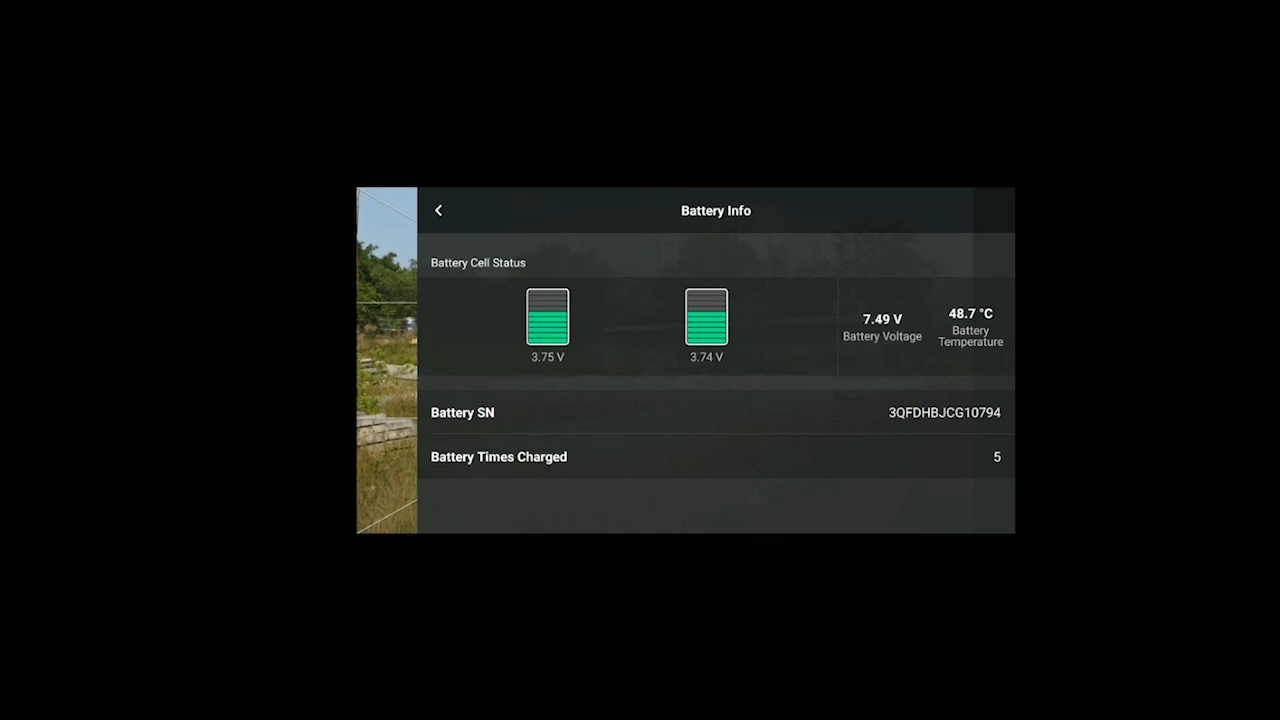 Battery Info
Battery Cell Status
3.75 V
3.74 V
7.49 V
Battery Voltage
48.7 °C
Battery
Temperature
Battery SN 3QFDHBJCG10794
Battery Times Charged 5